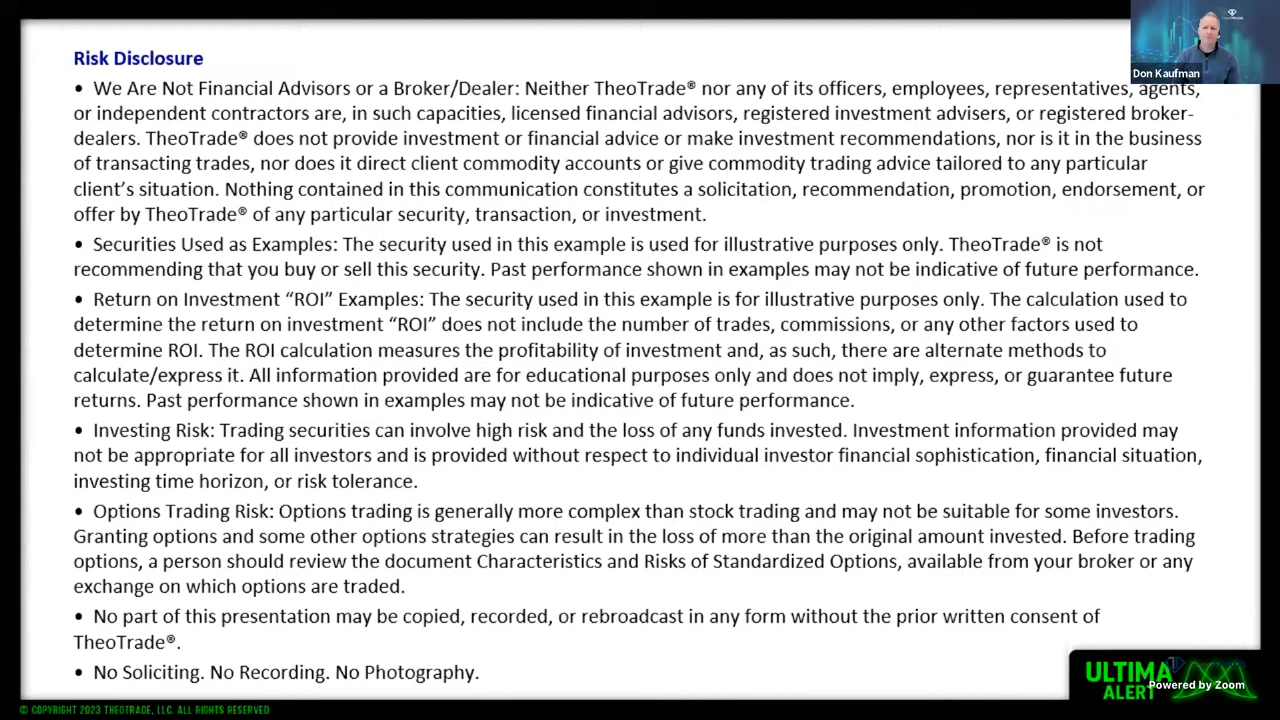 Risk Disclosure
• We Are Not Financial Advisors or a Broker/Dealer: Neither TheoTrade® nor any of its officers, employees, representatives, agents,
or independent contractors are, in such capacities, licensed financial advisors, registered investment advisers, or registered broker-
dealers. TheoTrade® does not provide investment or financial advice or make investment recommendations, nor is it in the business
of transacting trades, nor does it direct client commodity accounts or give commodity trading advice tailored to any particular
client's situation. Nothing contained in this communication constitutes a solicitation, recommendation, promotion, endorsement, or
offer by TheoTrade® of any particular security, transaction, or investment.
• Securities Used as Examples: The security used in this example is used for illustrative purposes only. TheoTrade® is not
recommending that you buy or sell this security. Past performance shown in examples may not be indicative of future performance.
• Return on Investment “ROI” Examples: The security used in this example is for illustrative purposes only. The calculation used to
determine the return on investment “ROI” does not include the number of trades, commissions, or any other factors used to
determine ROI. The ROI calculation measures the profitability of investment and, as such, there are alternate methods to
calculate/express it. All information provided are for educational purposes only and does not imply, express, or guarantee future
returns. Past performance shown in examples may not be indicative of future performance.
• Investing Risk: Trading securities can involve high risk and the loss of any funds invested. Investment information provided may
not be appropriate for all investors and is provided without respect to individual investor financial sophistication, financial situation,
investing time horizon, or risk tolerance.
• Options Trading Risk: Options trading is generally more complex than stock trading and may not be suitable for some investors.
Granting options and some other options strategies can result in the loss of more than the original amount invested. Before trading
options, a person should review the document Characteristics and Risks of Standardized Options, available from your broker or any
exchange on which options are traded.
• No part of this presentation may be copied, recorded, or rebroadcast in any form without the prior written consent of
TheoTrade®.
• No Soliciting. No Recording. No Photography.
Don Kaufman
ULTIMA
ALERT
Powered by Zoom
© COPYRIGHT 2023 THEOTRADE, LLC. ALL RIGHTS RESERVED